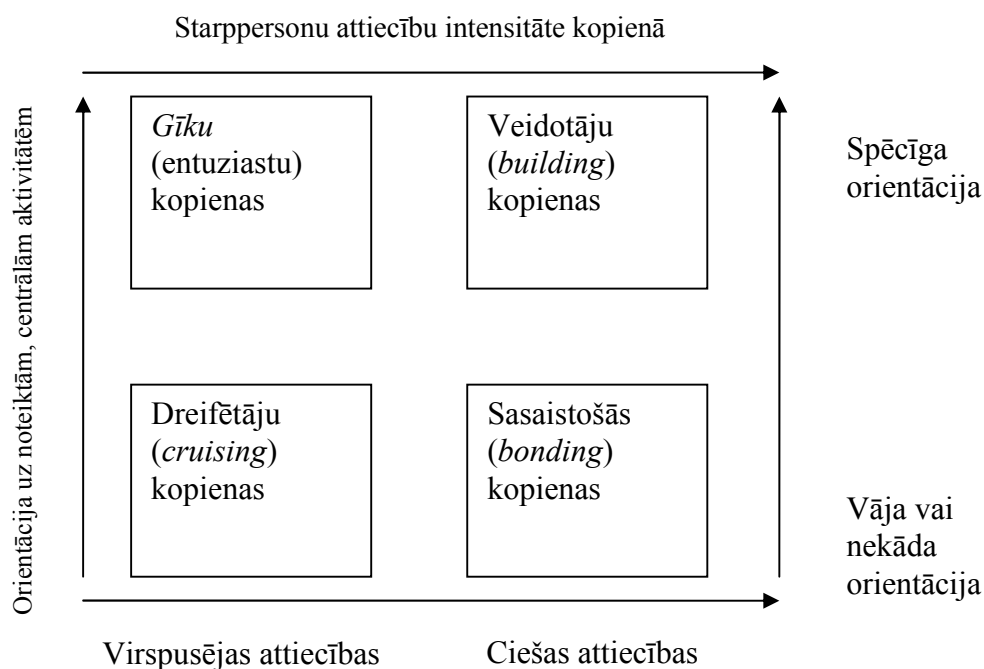 Starppersonu attiecību intensitāte kopienā
Orientācija uz noteiktām, centrālām aktivitātēm
Gīku
(entuziastu)
kopienas
Veidotāju
(building)
kopienas
Spēcīga
orientācija
Dreifētāju
(cruising)
kopienas
Sasaistošās
(bonding)
kopienas
Vāja vai
nekāda
orientācija
Virspusējas attiecības
Ciešas attiecības